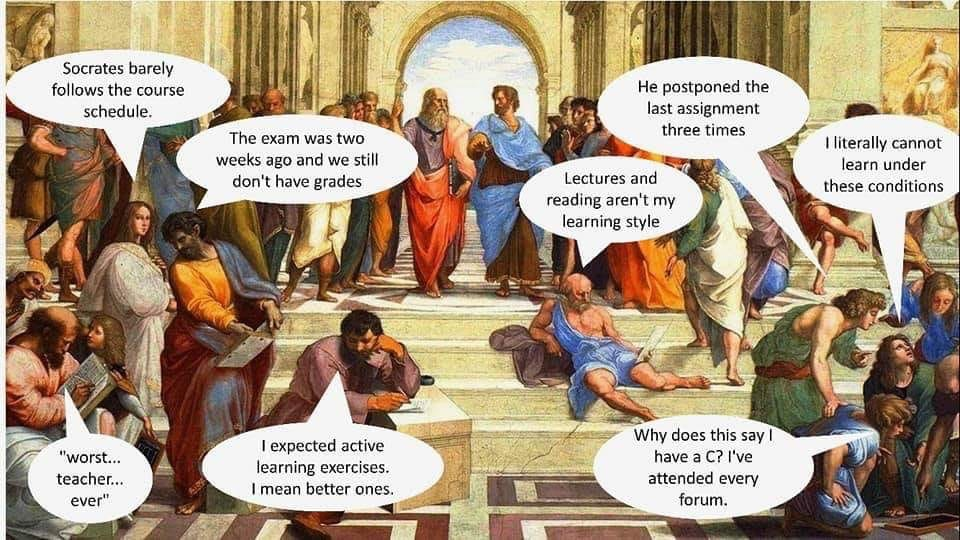 Socrates barely
follows the course
schedule.
The exam was two
weeks ago and we still
don't have grades
He postponed the
last assignment
three times
I literally cannot
learn under
these conditions
Lectures and
reading aren't my
learning style
"worst...
teacher...
ever"
I expected active
learning exercises.
I mean better ones.
Why does this say I
have a C? I've
attended every
forum.